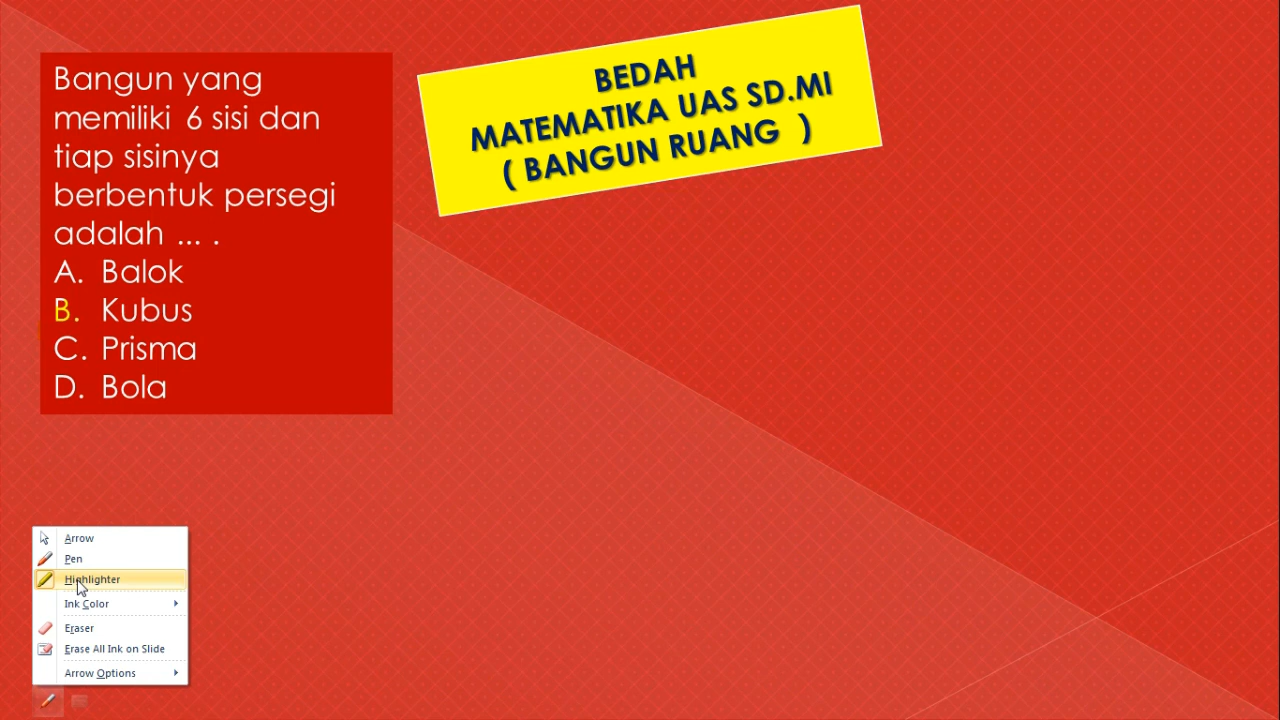 Bangun yang
memiliki 6 sisi dan
tiap sisinya
berbentuk persegi
adalah ... .
A. Balok
B. Kubus
C. Prisma
D. Bola
BEDAH
MATEMATIKA UAS SD.MI
( BANGUN RUANG )
Arrow
Pen
Highlighter
Ink Color
Eraser
Erase All Ink on Slide
Arrow Options